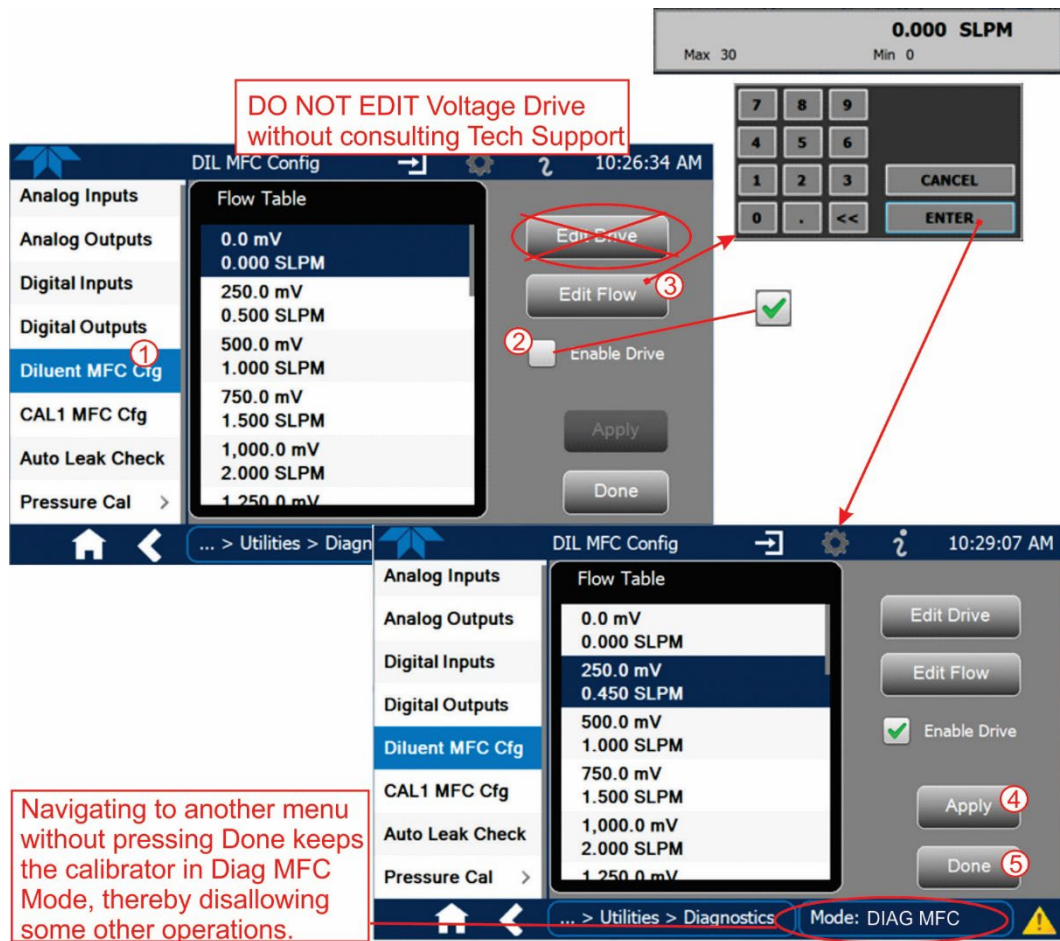 0.000 SLPM
Max 30 Min 0
7 8 9
4 5 6
1 2 3 CANCEL
0 . << ENTER
DO NOT EDIT Voltage Drive
without consulting Tech Support
DIL MFC Config 10:26:34 AM
Analog Inputs
Analog Outputs
Digital Inputs
Digital Outputs
1
Diluent MFC Cfg
CAL1 MFC Cfg
Auto Leak Check
Pressure Cal >
Flow Table
0.0 mV
0.000 SLPM
250.0 mV
0.500 SLPM
500.0 mV
1.000 SLPM
750.0 mV
1.500 SLPM
1,000.0 mV
2.000 SLPM
1,250.0 mV
Edit Drive
Edit Flow 3
2 Enable Drive
Apply
Done
... > Utilities > Diagn
DIL MFC Config 10:29:07 AM
Analog Inputs
Analog Outputs
Digital Inputs
Digital Outputs
Diluent MFC Cfg
CAL1 MFC Cfg
Auto Leak Check
Pressure Cal >
Flow Table
0.0 mV
0.000 SLPM
250.0 mV
0.450 SLPM
500.0 mV
1.000 SLPM
750.0 mV
1.500 SLPM
1,000.0 mV
2.000 SLPM
1,250.0 mV
Edit Drive
Edit Flow
Enable Drive
Apply 4
Done 5
... > Utilities > Diagnostics Mode: DIAG MFC
Navigating to another menu
without pressing Done keeps
the calibrator in Diag MFC
Mode, thereby disallowing
some other operations.